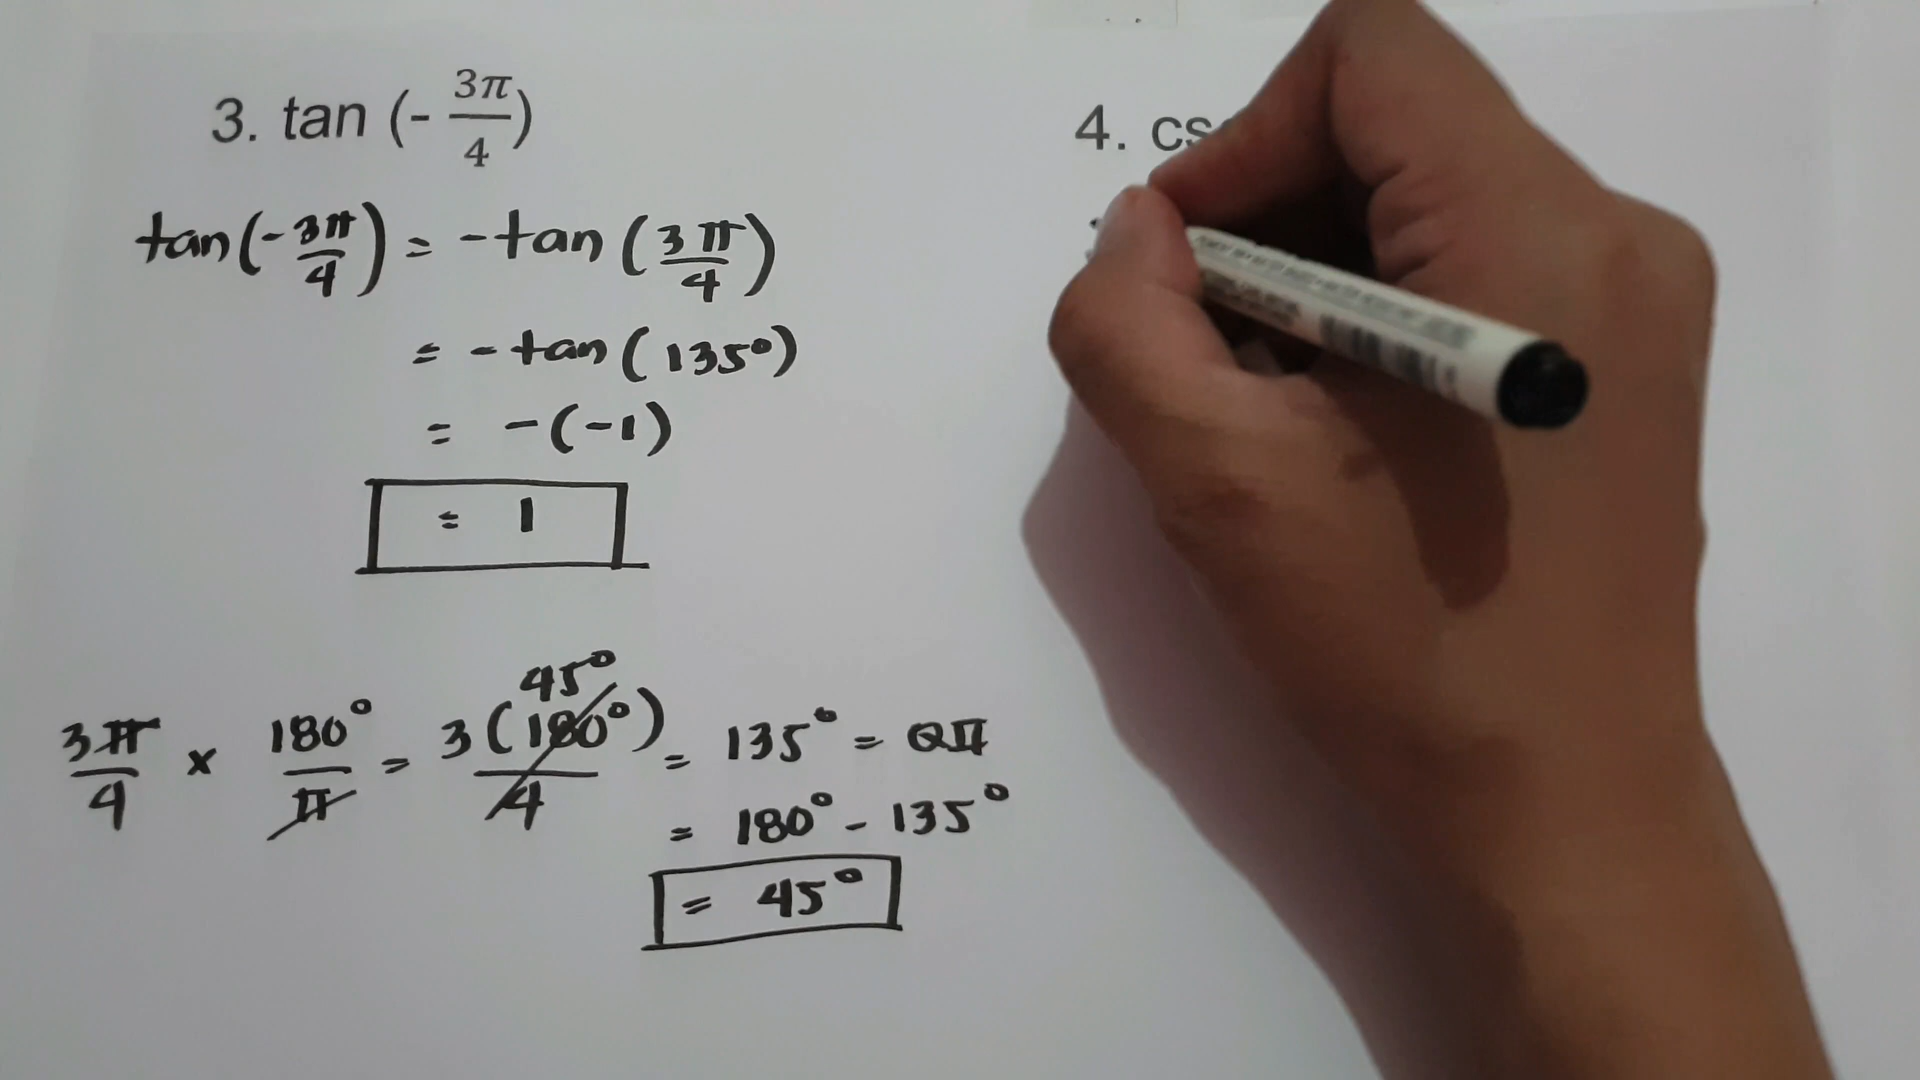 3. tan (- 3π/4)
tan(-3π/4) = -tan(3π/4)
= -tan(135°)
= -(-1)
= 1
3π/4 × 180°/π = 3(180°)/4 = 135° = QII
45°
= 180° - 135°
= 45°
4.